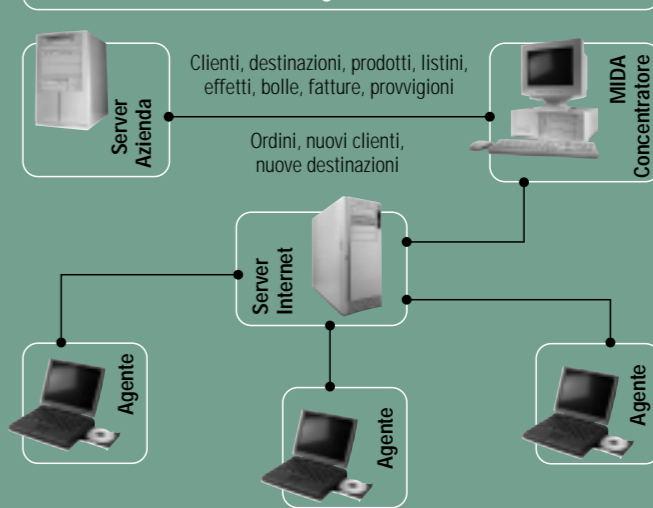 Clienti, destinazioni, prodotti, listini,
effetti, bolle, fatture, provvigioni
Server
Azienda
MIDA
Concentratore
Ordini, nuovi clienti,
nuove destinazioni
Server
Internet
Agente
Agente
Agente